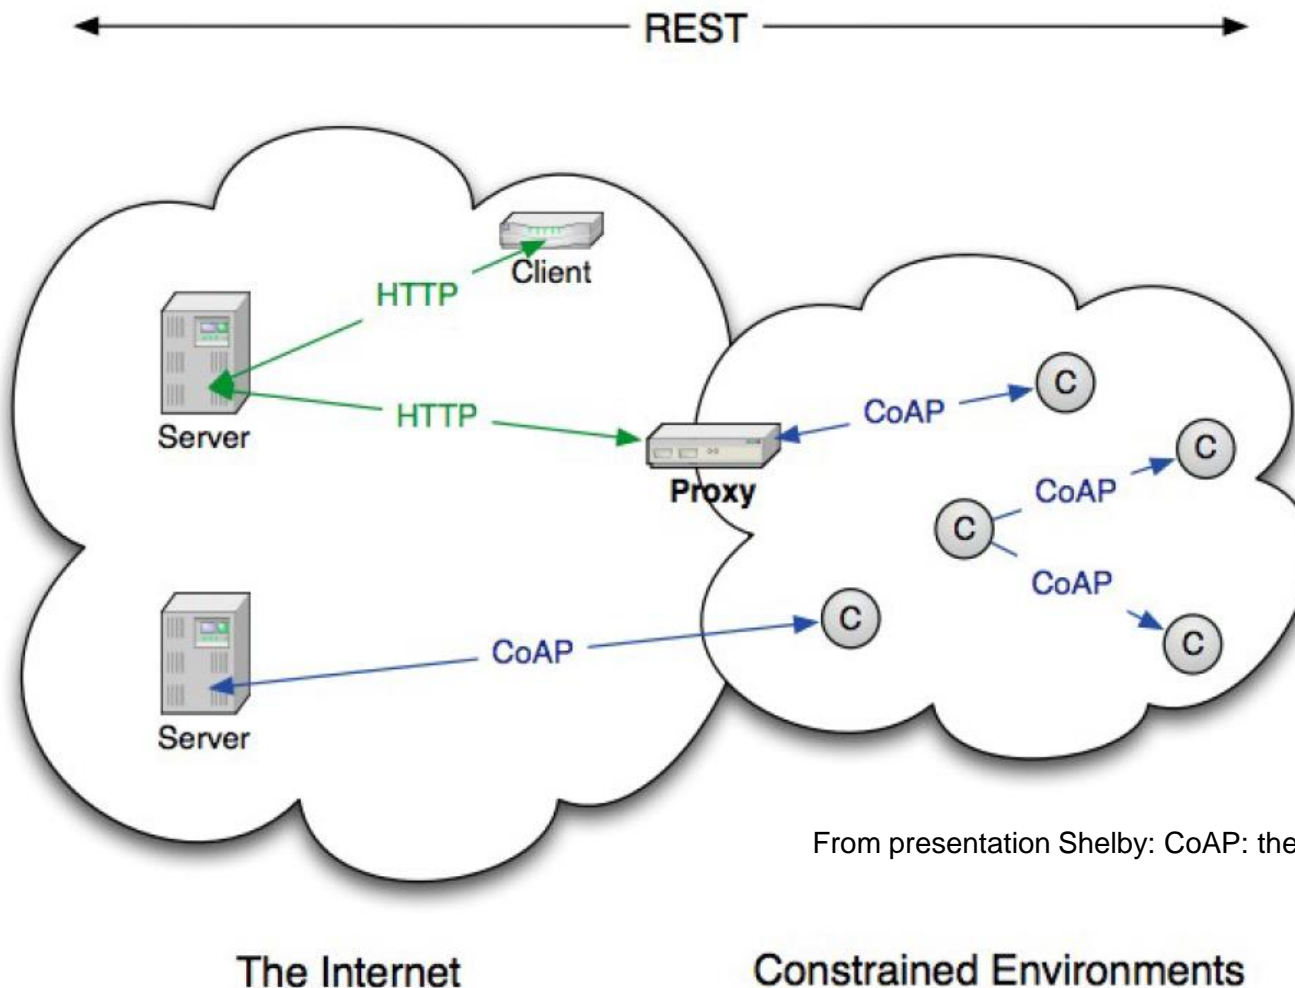 REST
Client
HTTP
Server
HTTP
Proxy
CoAP
C
C
CoAP
C
CoAP
C
C
CoAP
Server
From presentation Shelby: CoAP: the
The Internet
Constrained Environments